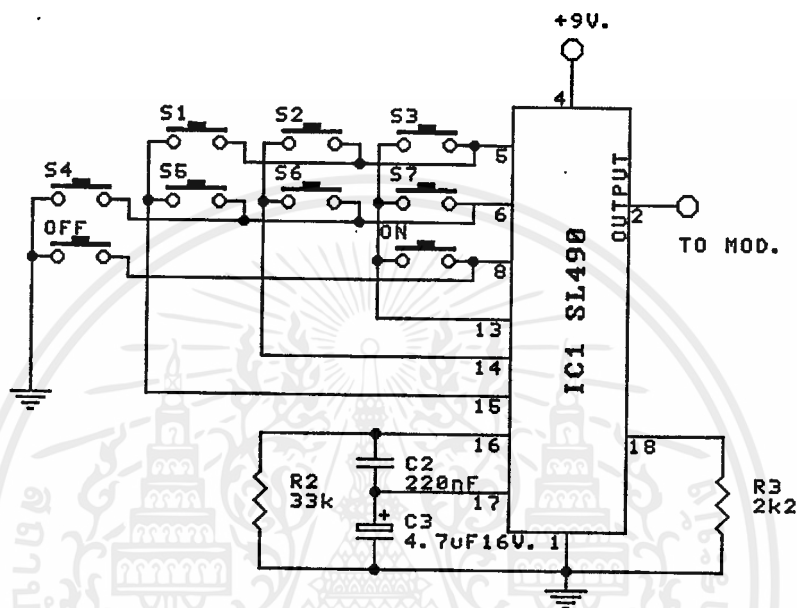 +9V.
4
S1
S2
S3
5
S4
S5
S6
S7
6
OUTPUT
2
OFF
ON
8
TO MOD.
IC1 SL490
13
14
15
16
18
R2
33k
C2
220nF
17
R3
2k2
C3
+
4.7uF16V.
1